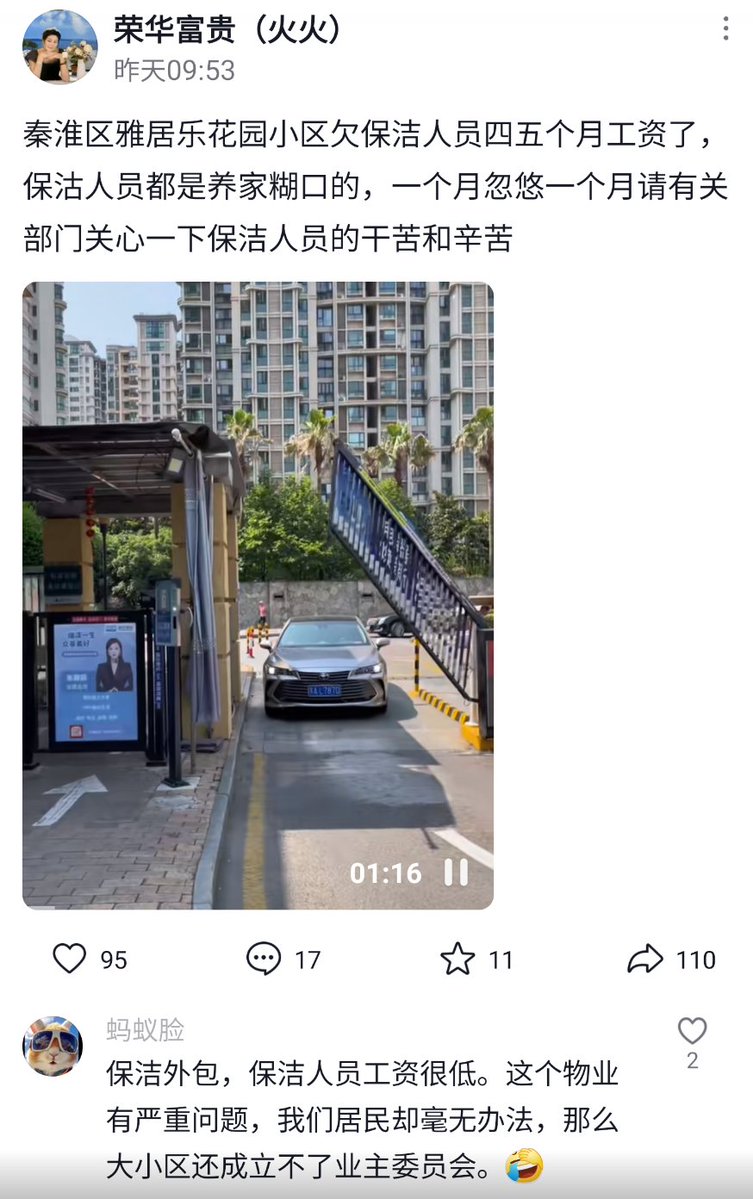 荣华富贵（火火）
昨天09:53
秦淮区雅居乐花园小区欠保洁人员四五个月工资了，
保沽人员都是养家糊口的，一个月忽悠一个月请有关
部门关心一下保洁人员的干苦和辛苦
01:16
95
17
11
110
蚂蚁脸
保洁外包，保洁人员工资很低。这个物业
有严重问题，我们居民却毫无办法，那么
大小区还成立不了业主委员会。🤣
2